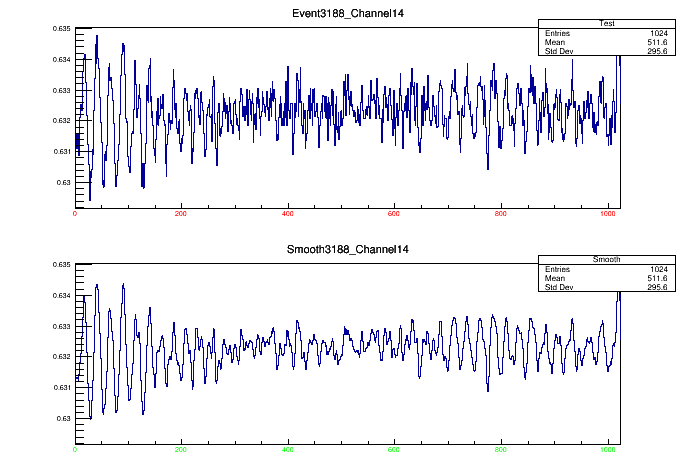 Event3188_Channel14
Test
Entries 1024
Mean 511.6
Std Dev 295.6
0.635
0.634
0.633
0.632
0.631
0.63
0 200 400 600 800 1000
Smooth3188_Channel14
Smooth
Entries 1024
Mean 511.6
Std Dev 295.6
0.635
0.634
0.633
0.632
0.631
0.63
0 200 400 600 800 1000